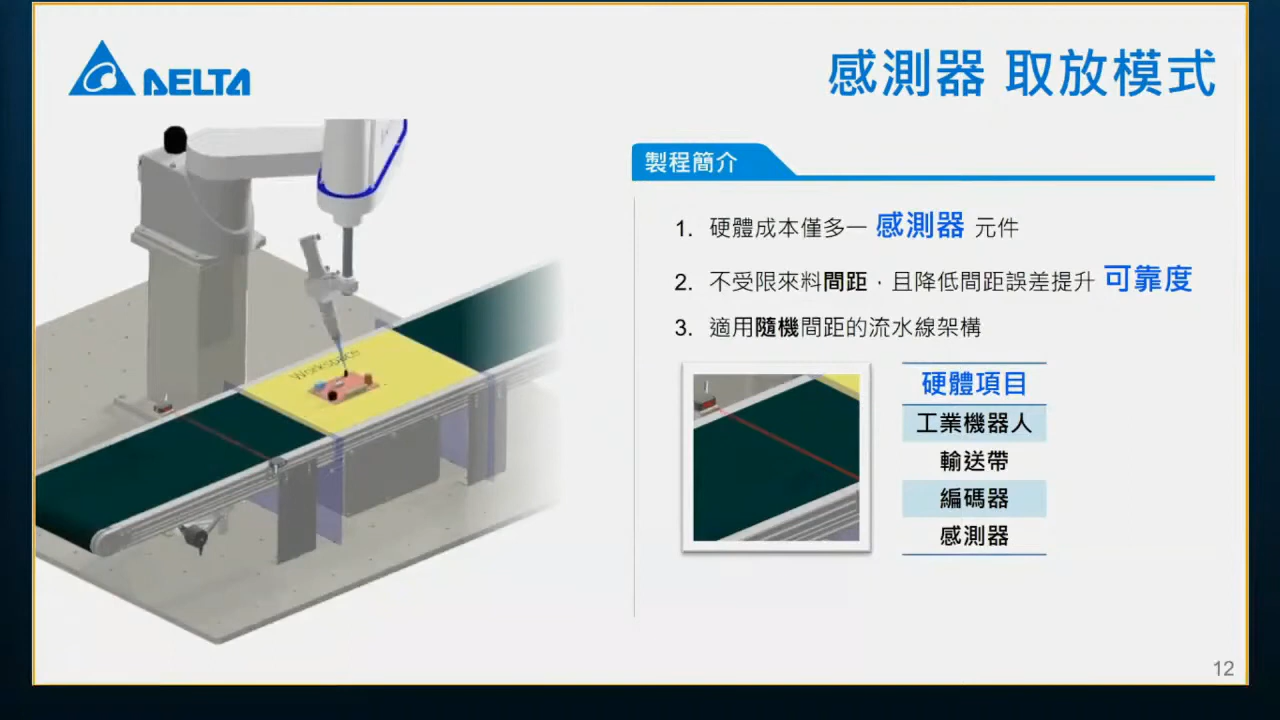 DELTA
感測器 取放模式
製程簡介
1. 硬體成本僅多一 感測器 元件
2. 不受限來料間距，且降低間距誤差提升 可靠度
3. 適用隨機間距的流水線架構
Workspace
硬體項目
工業機器人
輸送帶
編碼器
感測器
12